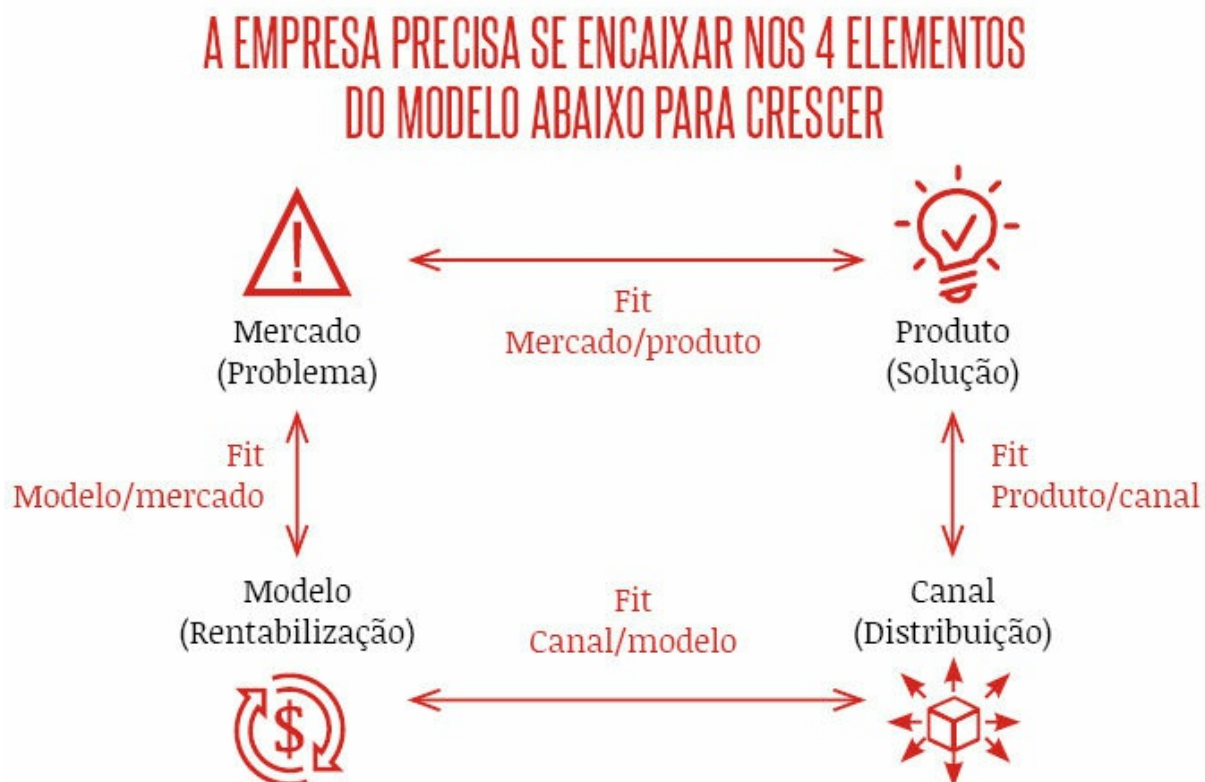 A EMPRESA PRECISA SE ENCAIXAR NOS 4 ELEMENTOS
DO MODELO ABAIXO PARA CRESCER
Mercado
(Problema)
Fit
Mercado/produto
Produto
(Solução)
Fit
Modelo/mercado
Fit
Produto/canal
Modelo
(Rentabilização)
Fit
Canal/modelo
Canal
(Distribuição)
$